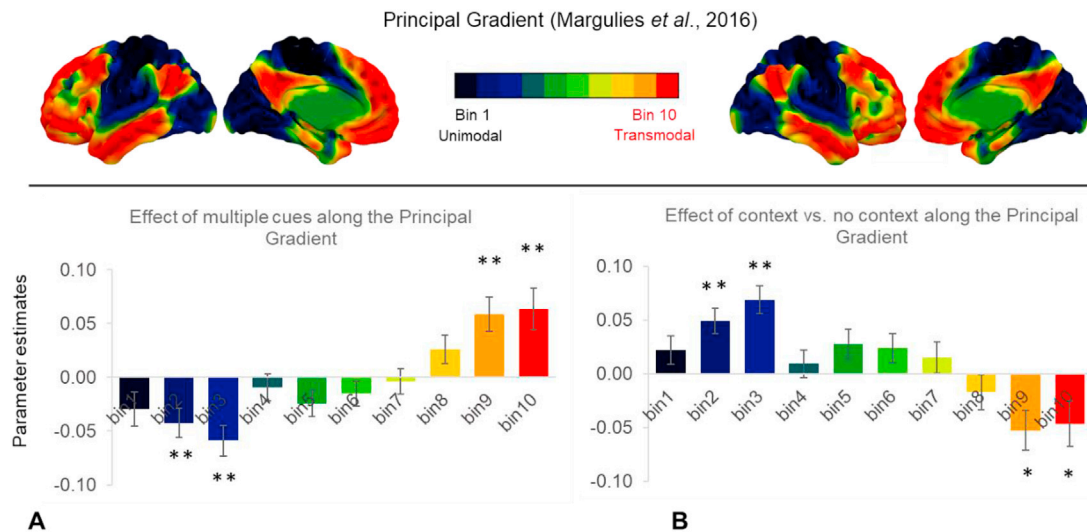 Principal Gradient (Margulies et al., 2016)
Bin 1
Unimodal
Bin 10
Transmodal
Effect of multiple cues along the Principal
Gradient
Parameter estimates
0.10
0.05
0.00
-0.05
-0.10
**
**
**
**
bin1
bin2
bin3
bin4
bin5
bin6
bin7
bin8
bin9
bin10
A
Effect of context vs. no context along the Principal
Gradient
0.10
0.05
0.00
-0.05
-0.10
**
**
*
*
bin1
bin2
bin3
bin4
bin5
bin6
bin7
bin8
bin9
bin10
B